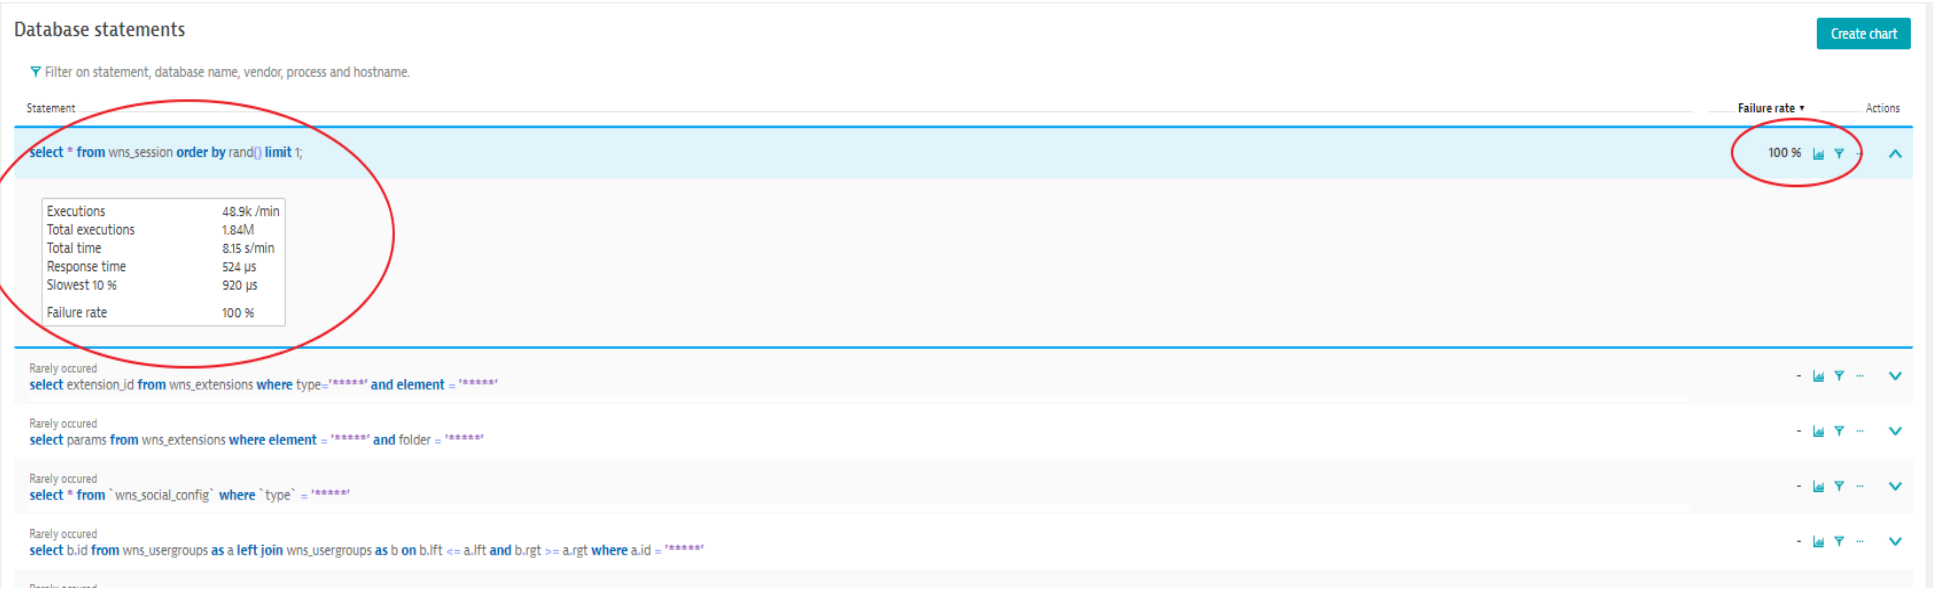 Database statements
Create chart
Filter on statement, database name, vendor, process and hostname.
Statement Failure rate ▾ Actions
select * from wns_session order by rand() limit 1; 100 % ...
Executions 48.9k /min
Total executions 1.84M
Total time 8.15 s/min
Response time 524 µs
Slowest 10 % 920 µs
Failure rate 100 %
Rarely occured
select extension_id from wns_extensions where type='*****' and element = '*****' - ...
Rarely occured
select params from wns_extensions where element = '*****' and folder = '*****' - ...
Rarely occured
select * from `wns_social_config` where `type` = '*****' - ...
Rarely occured
select b.id from wns_usergroups as a left join wns_usergroups as b on b.lft <= a.lft and b.rgt >= a.rgt where a.id = '*****' - ...